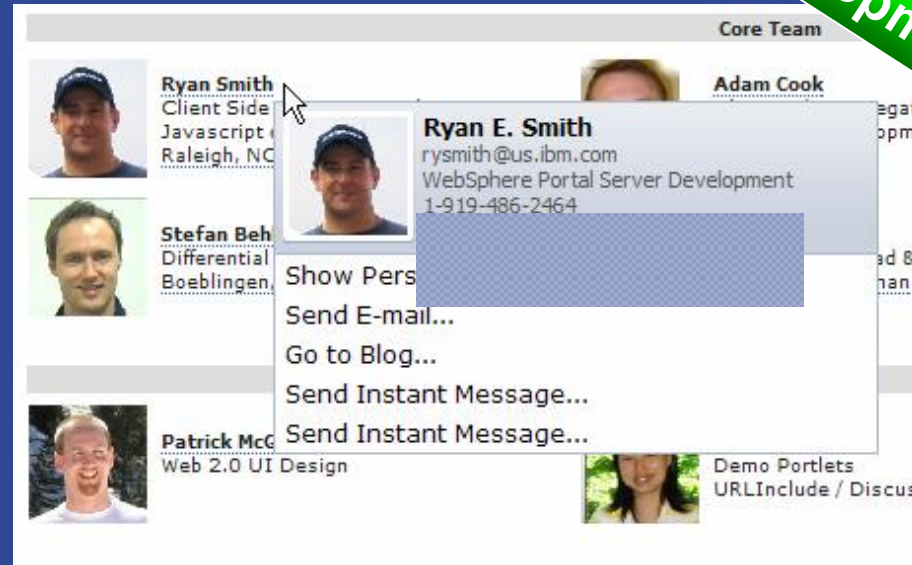 Core Team
Ryan Smith
Client Side
Javascript
Raleigh, NC
Adam Cook
Ryan E. Smith
rysmith@us.ibm.com
WebSphere Portal Server Development
1-919-486-2464
Stefan Beh
Differential
Boeblingen,
Show Pers
Send E-mail...
Go to Blog...
Send Instant Message...
Send Instant Message...
Patrick McG
Web 2.0 UI Design
Demo Portlets
URLInclude / Discus